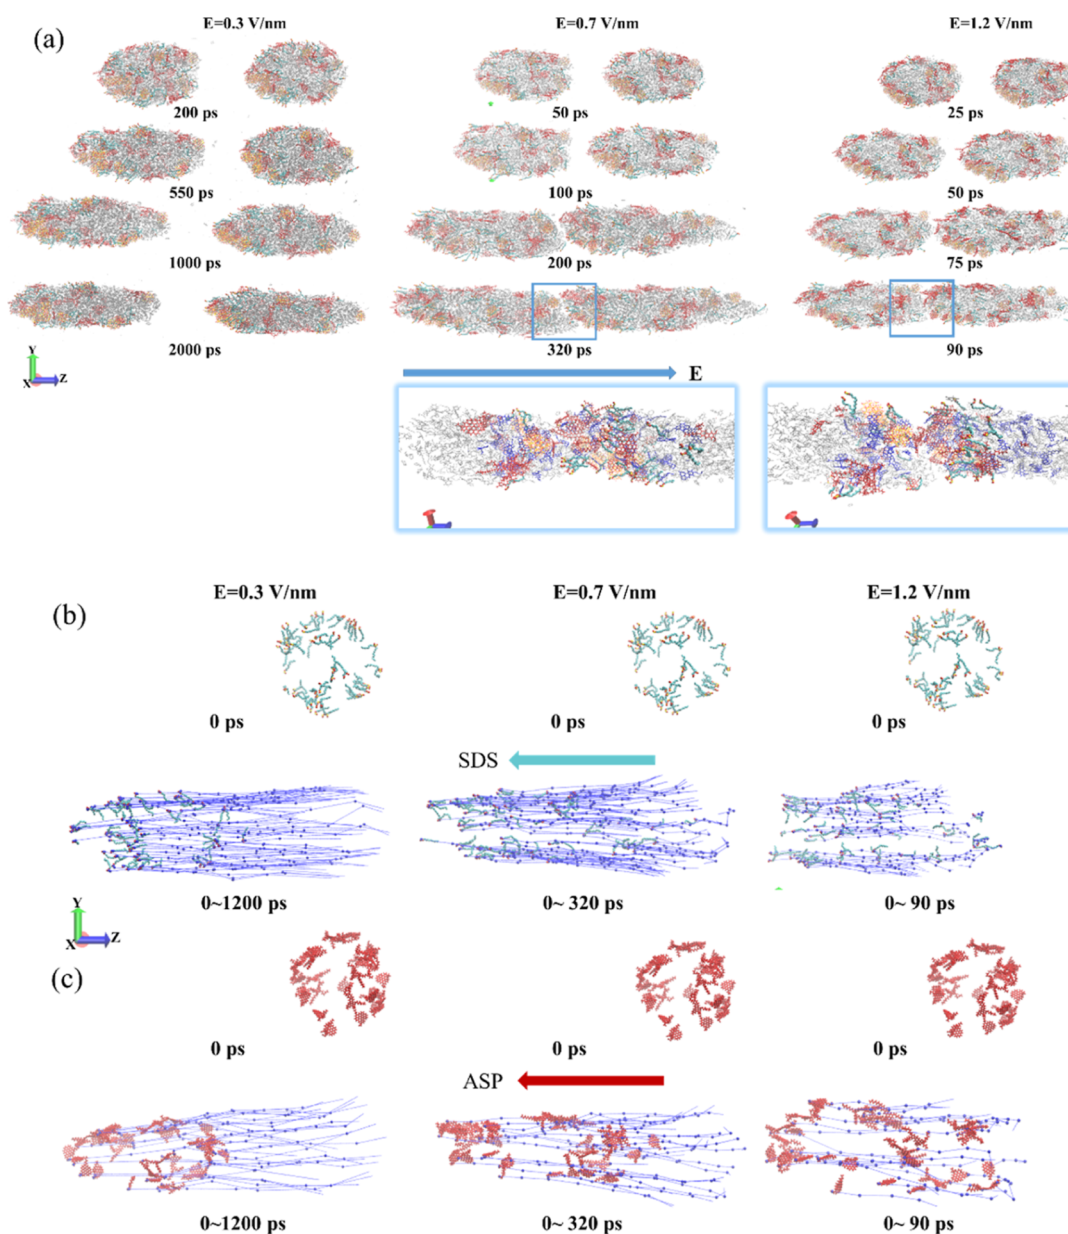 (a)
E=0.3 V/nm
E=0.7 V/nm
E=1.2 V/nm
200 ps
50 ps
25 ps
550 ps
100 ps
50 ps
1000 ps
200 ps
75 ps
2000 ps
320 ps
90 ps
Y
X
Z
E
(b)
E=0.3 V/nm
E=0.7 V/nm
E=1.2 V/nm
0 ps
0 ps
0 ps
SDS
0~1200 ps
0~ 320 ps
0~ 90 ps
Y
X
Z
(c)
0 ps
0 ps
0 ps
ASP
0~1200 ps
0~ 320 ps
0~ 90 ps